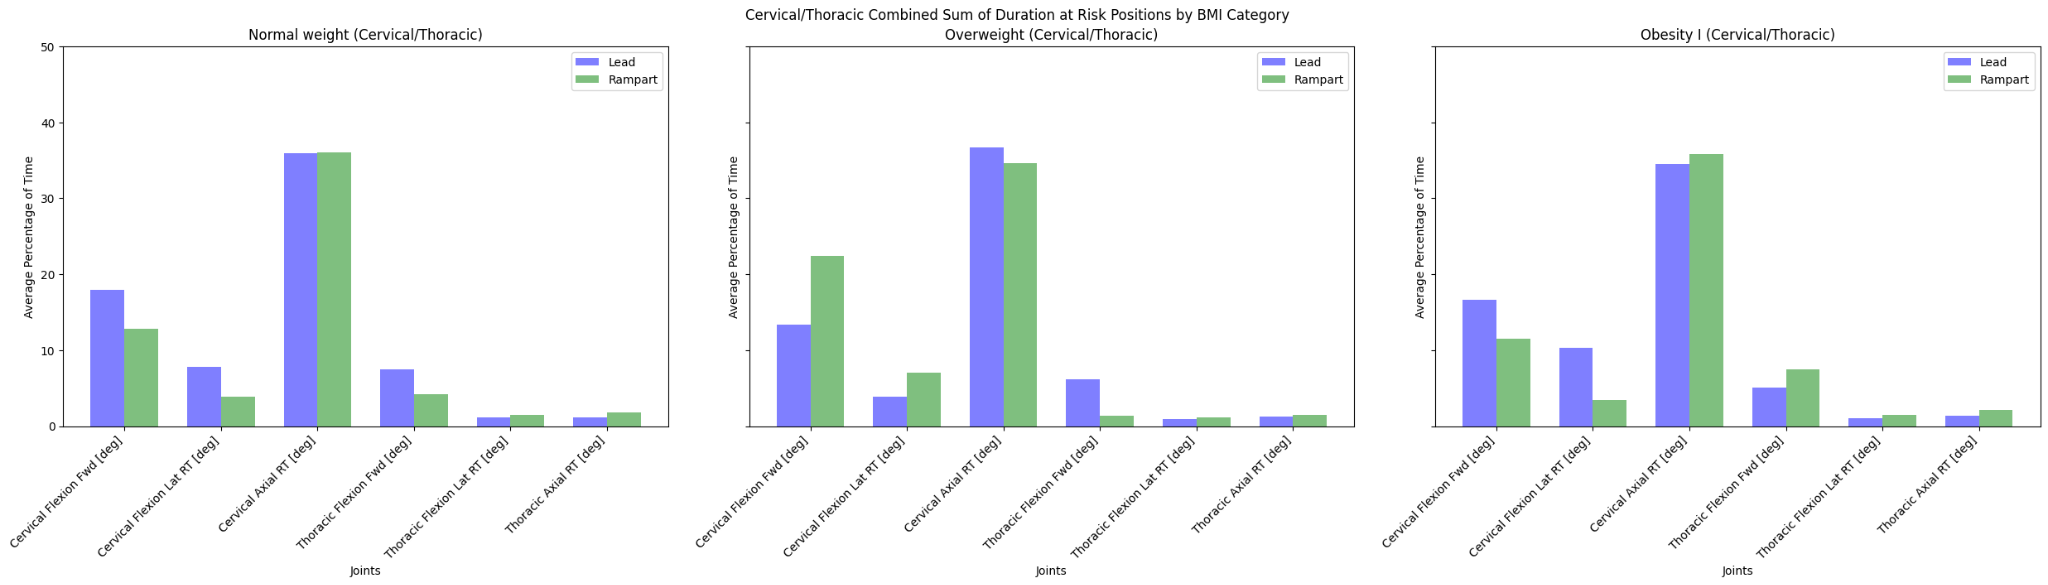 Cervical/Thoracic Combined Sum of Duration at Risk Positions by BMI Category
Normal weight (Cervical/Thoracic)
Lead
Rampart
50
40
30
20
10
0
Average Percentage of Time
Cervical Flexion Fwd [deg]
Cervical Flexion Lat RT [deg]
Cervical Axial RT [deg]
Thoracic Flexion Fwd [deg]
Thoracic Flexion Lat RT [deg]
Thoracic Axial RT [deg]
Joints
Overweight (Cervical/Thoracic)
Lead
Rampart
Average Percentage of Time
Cervical Flexion Fwd [deg]
Cervical Flexion Lat RT [deg]
Cervical Axial RT [deg]
Thoracic Flexion Fwd [deg]
Thoracic Flexion Lat RT [deg]
Thoracic Axial RT [deg]
Joints
Obesity I (Cervical/Thoracic)
Lead
Rampart
Average Percentage of Time
Cervical Flexion Fwd [deg]
Cervical Flexion Lat RT [deg]
Cervical Axial RT [deg]
Thoracic Flexion Fwd [deg]
Thoracic Flexion Lat RT [deg]
Thoracic Axial RT [deg]
Joints